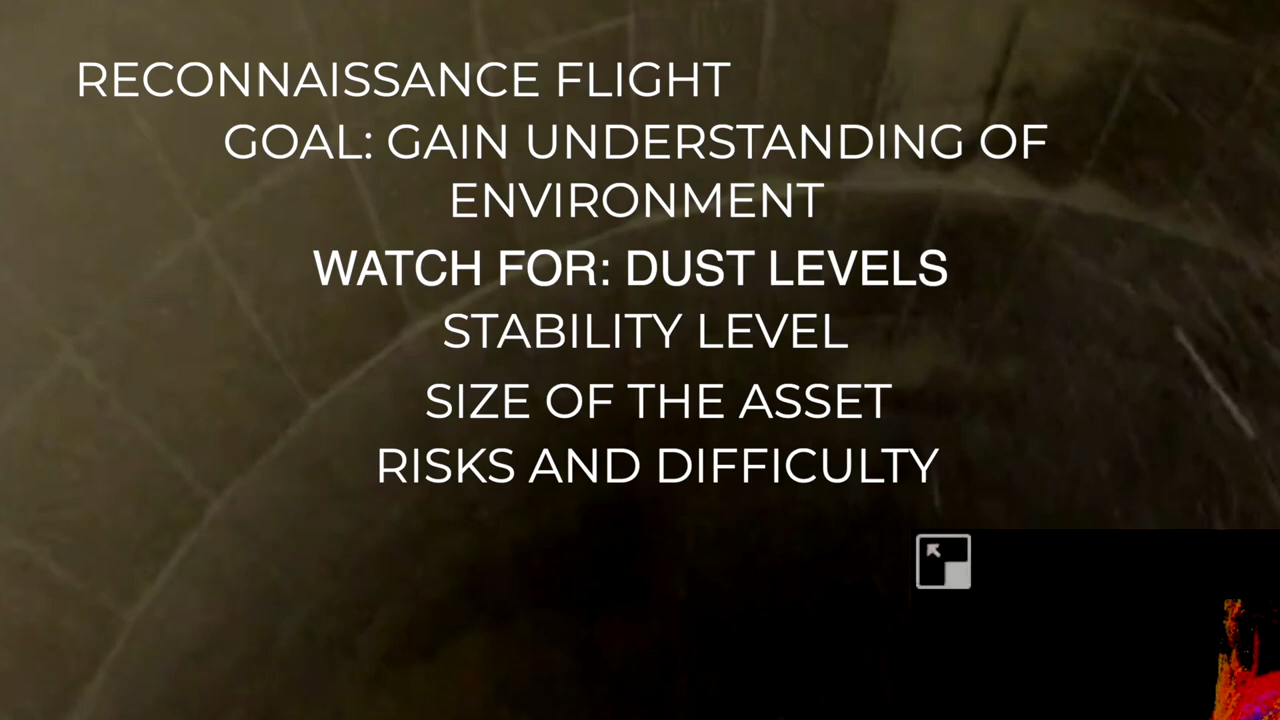 RECONNAISSANCE FLIGHT
GOAL: GAIN UNDERSTANDING OF
ENVIRONMENT
WATCH FOR: DUST LEVELS
STABILITY LEVEL
SIZE OF THE ASSET
RISKS AND DIFFICULTY